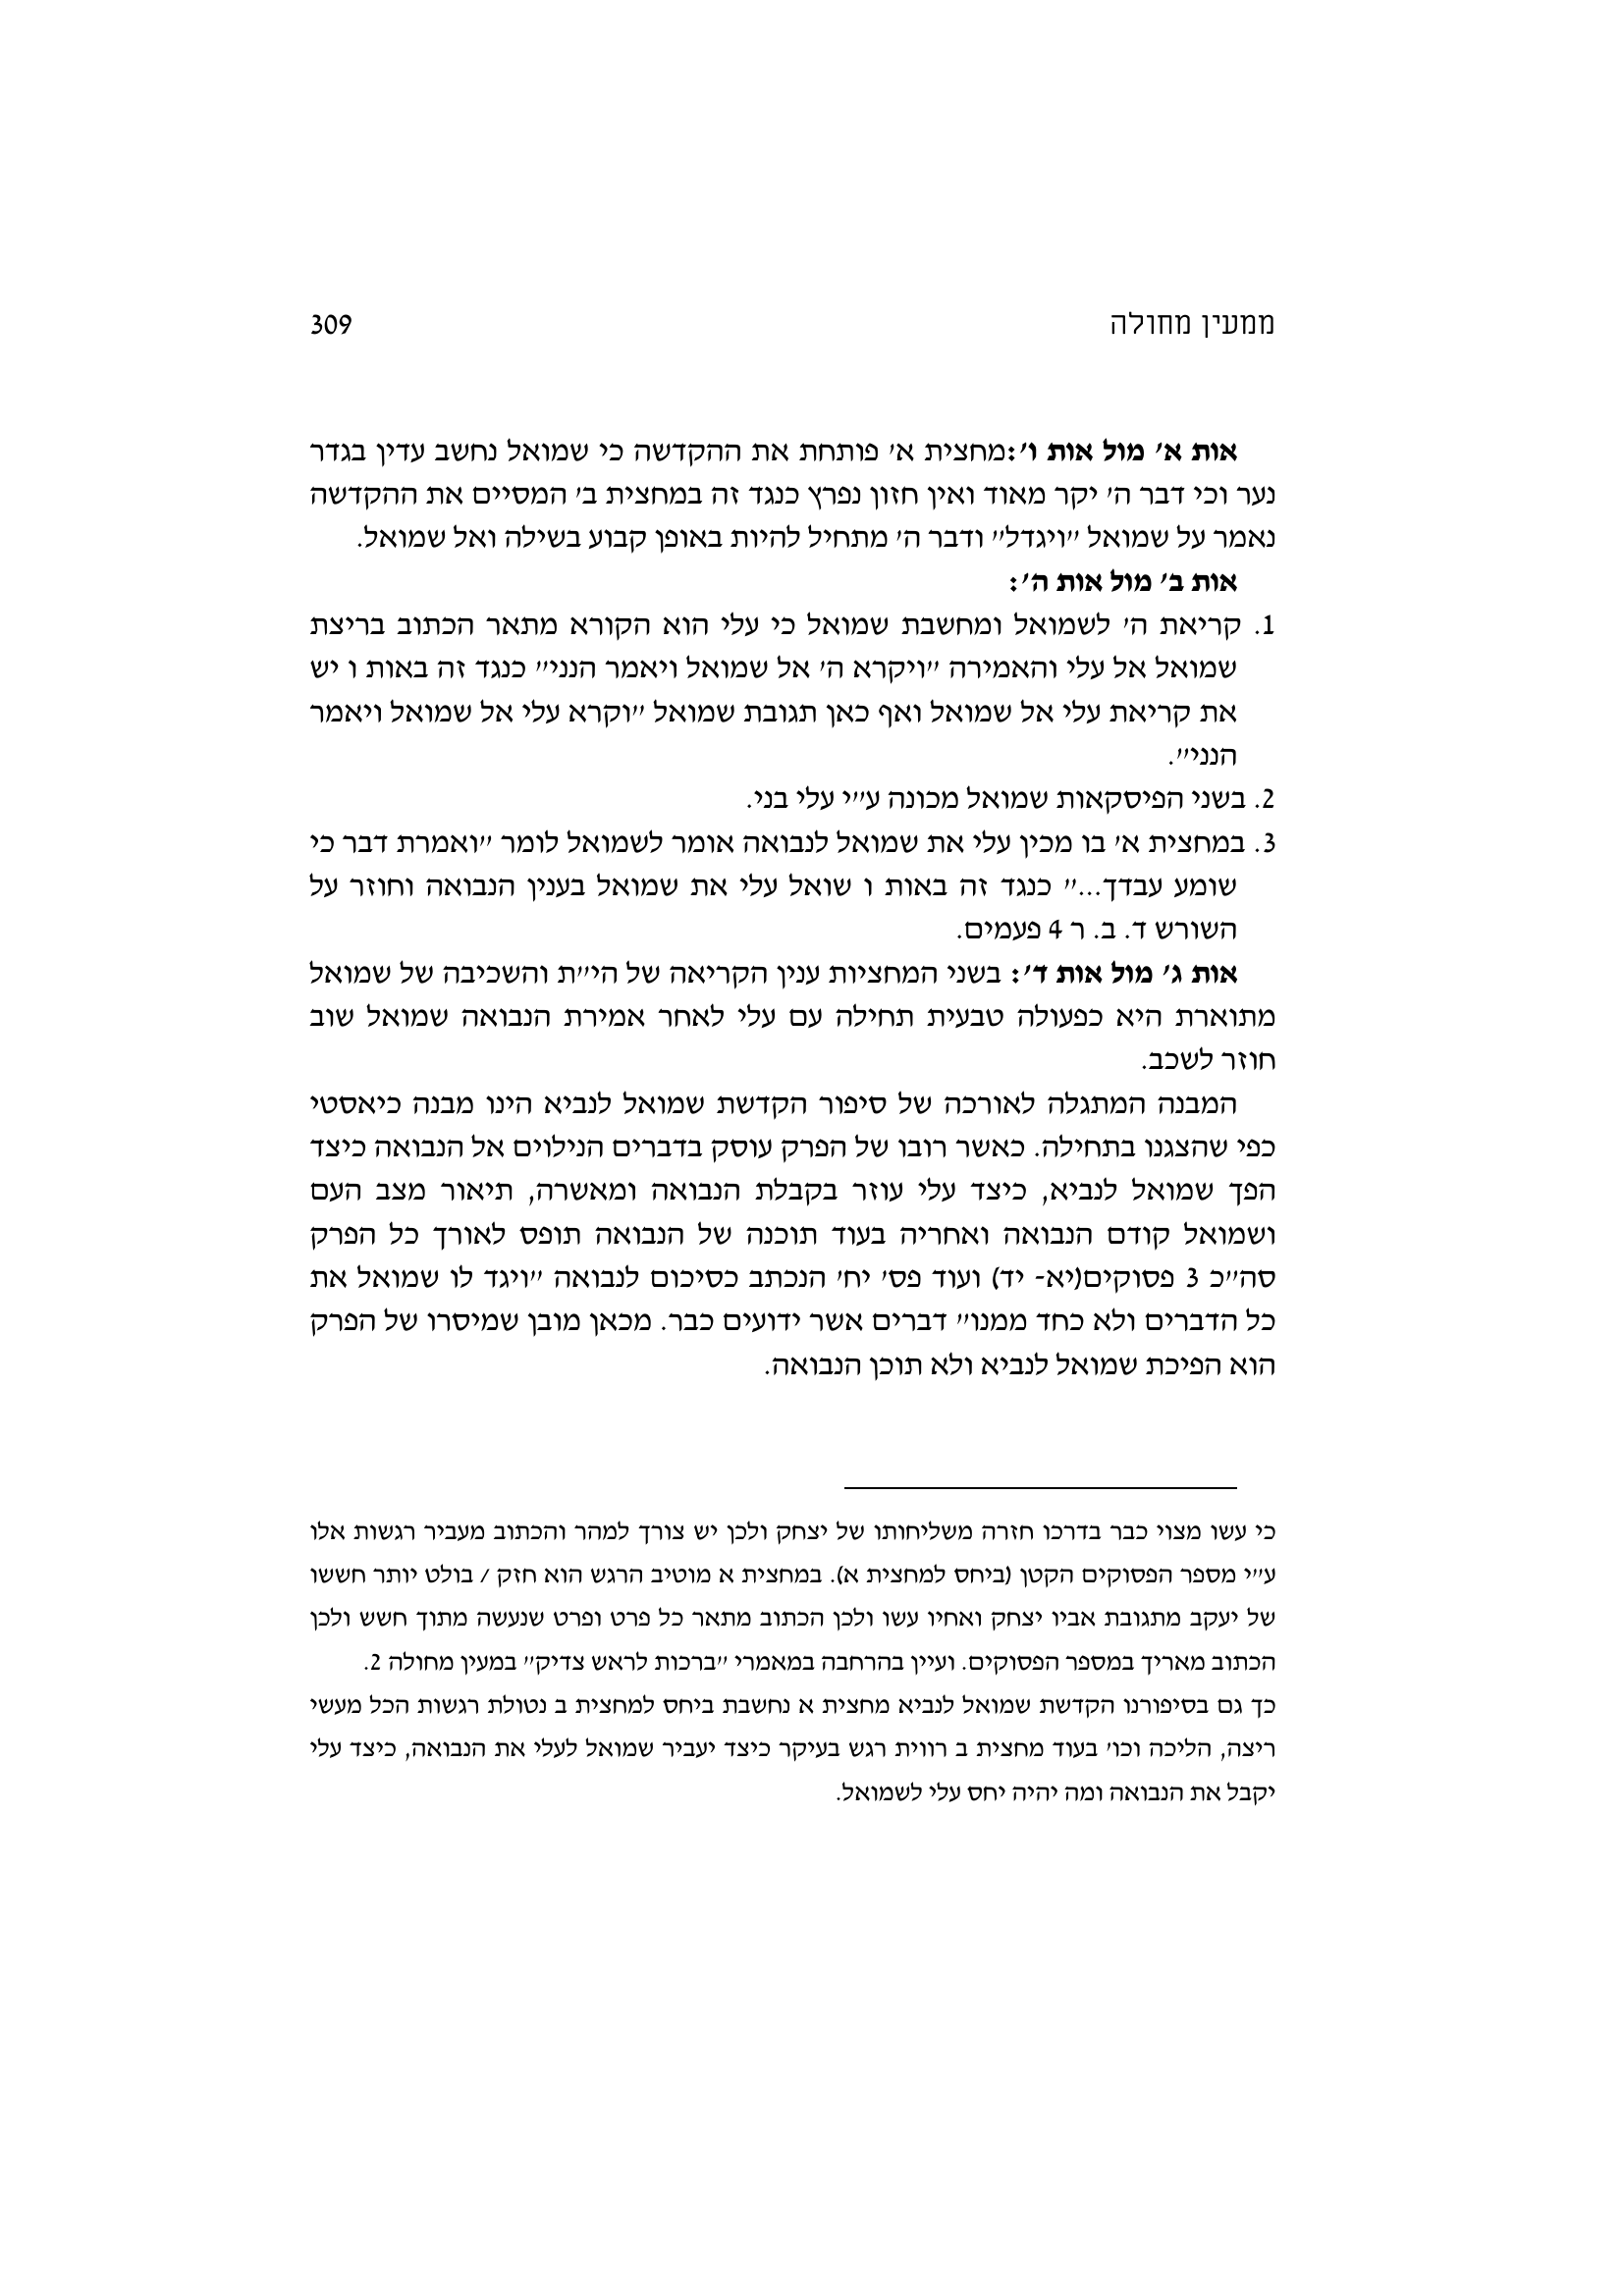 ממעין מחולה 309
אות א׳ מול אות ו׳:מחצית א׳ פותחת את ההקדשה כי שמואל נחשב עדין בגדר
נער וכי דבר ה׳ יקר מאוד ואין חזון נפרץ כנגד זה במחצית ב׳ המסיים את ההקדשה
נאמר על שמואל ״ויגדל״ ודבר ה׳ מתחיל להיות באופן קבוע בשילה ואל שמואל.
אות ב׳ מול אות ה׳:
1. קריאת ה׳ לשמואל ומחשבת שמואל כי עלי הוא הקורא מתאר הכתוב בריצת
שמואל אל עלי והאמירה ״ויקרא ה׳ אל שמואל ויאמר הנני״ כנגד זה באות ו יש
את קריאת עלי אל שמואל ואף כאן תגובת שמואל ״וקרא עלי אל שמואל ויאמר
הנני״.
2. בשני הפיסקאות שמואל מכונה ע״י עלי בני.
3. במחצית א׳ בו מכין עלי את שמואל לנבואה אומר לשמואל לומר ״ואמרת דבר כי
שומע עבדך...״ כנגד זה באות ו שואל עלי את שמואל בענין הנבואה וחוזר על
השורש ד. ב. ר 4 פעמים.
אות ג׳ מול אות ד׳: בשני המחציות ענין הקריאה של הי״ת והשכיבה של שמואל
מתוארת היא כפעולה טבעית תחילה עם עלי לאחר אמירת הנבואה שמואל שוב
חוזר לשכב.
המבנה המתגלה לאורכה של סיפור הקדשת שמואל לנביא הינו מבנה כיאסטי
כפי שהצגנו בתחילה. כאשר רובו של הפרק עוסק בדברים הנילוים אל הנבואה כיצד
הפך שמואל לנביא, כיצד עלי עוזר בקבלת הנבואה ומאשרה, תיאור מצב העם
ושמואל קודם הנבואה ואחריה בעוד תוכנה של הנבואה תופס לאורך כל הפרק
סה״כ 3 פסוקים(יא- יד) ועוד פס׳ יח׳ הנכתב כסיכום לנבואה ״ויגד לו שמואל את
כל הדברים ולא כחד ממנו״ דברים אשר ידועים כבר. מכאן מובן שמיסרו של הפרק
הוא הפיכת שמואל לנביא ולא תוכן הנבואה.
כי עשו מצוי כבר בדרכו חזרה משליחותו של יצחק ולכן יש צורך למהר והכתוב מעביר רגשות אלו
ע״י מספר הפסוקים הקטן (ביחס למחצית א). במחצית א מוטיב הרגש הוא חזק / בולט יותר חששו
של יעקב מתגובת אביו יצחק ואחיו עשו ולכן הכתוב מתאר כל פרט ופרט שנעשה מתוך חשש ולכן
הכתוב מאריך במספר הפסוקים. ועיין בהרחבה במאמרי ״ברכות לראש צדיק״ במעין מחולה 2.
כך גם בסיפורנו הקדשת שמואל לנביא מחצית א נחשבת ביחס למחצית ב נטולת רגשות הכל מעשי
ריצה, הליכה וכו׳ בעוד מחצית ב רווית רגש בעיקר כיצד יעביר שמואל לעלי את הנבואה, כיצד עלי
יקבל את הנבואה ומה יהיה יחס עלי לשמואל.